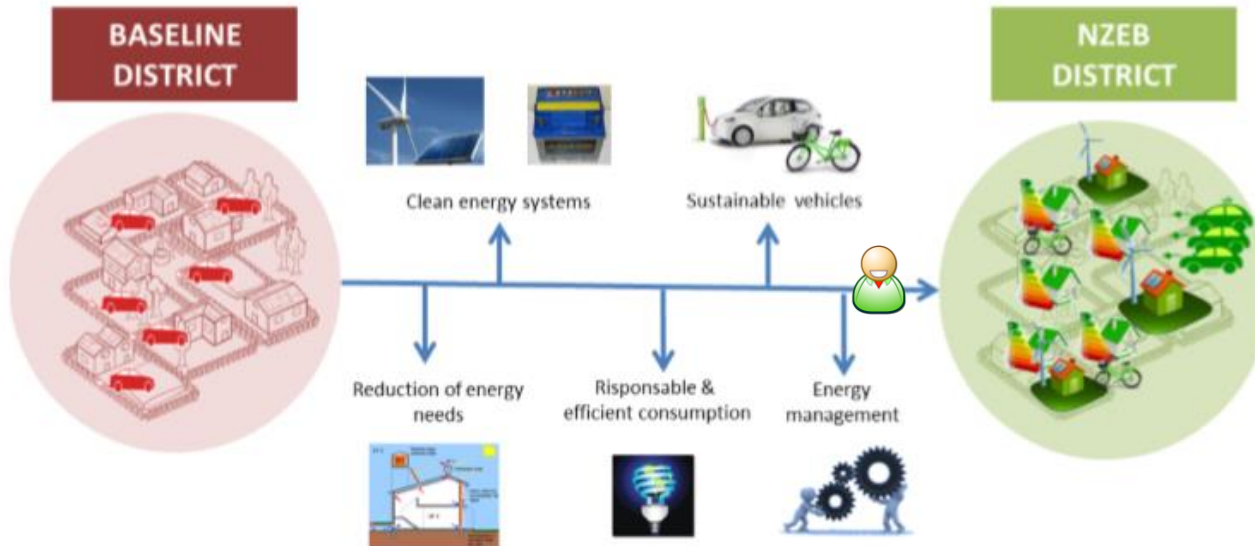 BASELINE
DISTRICT
NZEB
DISTRICT
Clean energy systems
Sustainable vehicles
Reduction of energy
needs
Risponsable &
efficient consumption
Energy
management